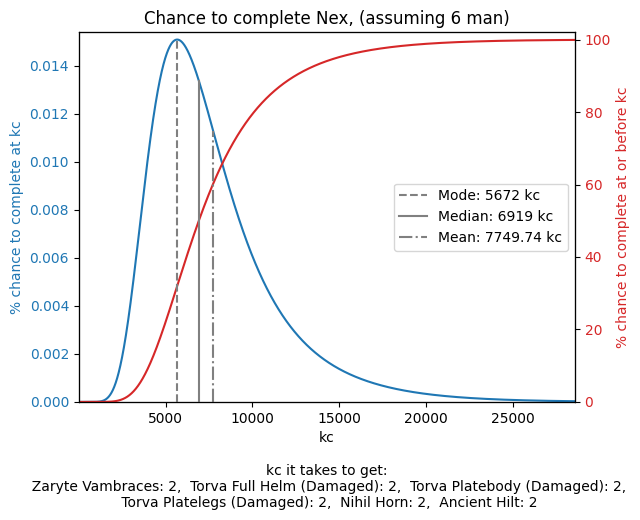 Chance to complete Nex, (assuming 6 man)
% chance to complete at kc
0.014
0.012
0.010
0.008
0.006
0.004
0.002
0.000
100
80
60
40
20
0
% chance to complete at or before kc
Mode: 5672 kc
Median: 6919 kc
Mean: 7749.74 kc
5000 10000 15000 20000 25000
kc
kc it takes to get:
Zaryte Vambraces: 2, Torva Full Helm (Damaged): 2, Torva Platebody (Damaged): 2,
Torva Platelegs (Damaged): 2, Nihil Horn: 2, Ancient Hilt: 2